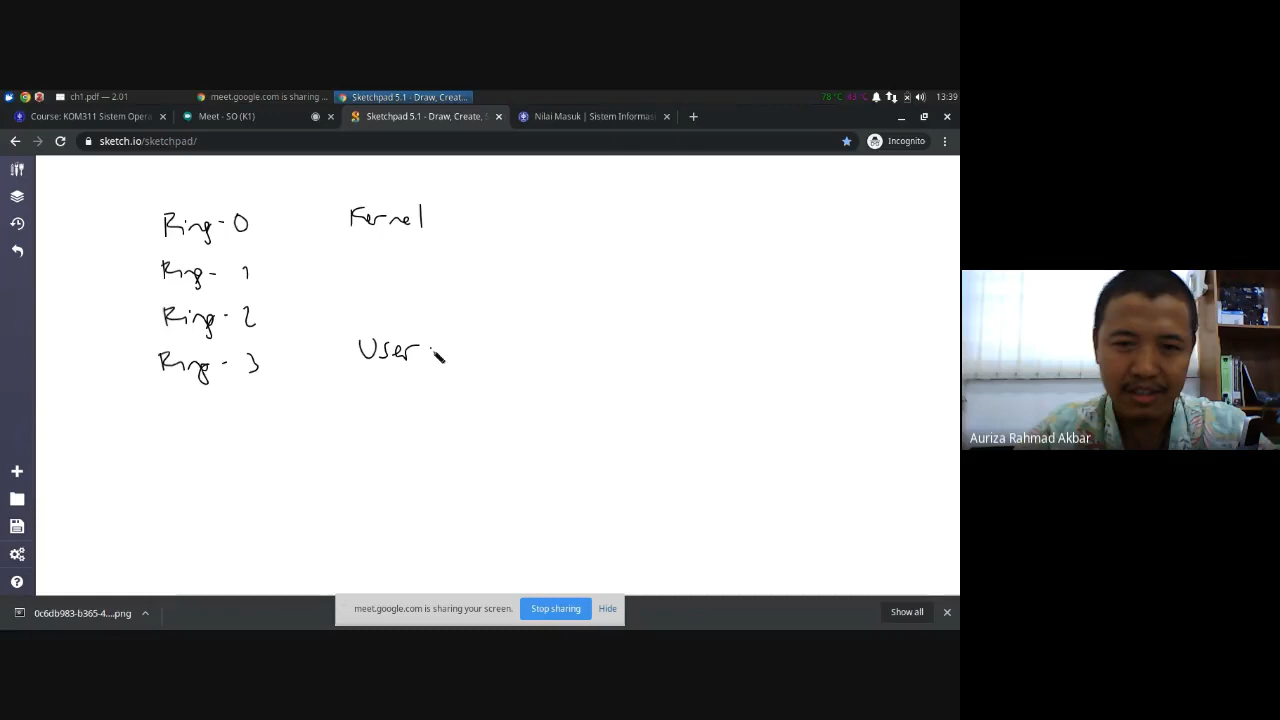 ch1.pdf — 2.01
meet.google.com is sharing ...
Sketchpad 5.1 - Draw, Creat...
78 °C
43 °C
13:39
Course: KOM311 Sistem Opera
Meet - SO (K1)
Sketchpad 5.1 - Draw, Create, S
Nilai Masuk | Sistem Informasi
sketch.io/sketchpad/
Incognito
Ring - 0 Kernel
Ring - 1
Ring - 2
Ring - 3 User
Auriza Rahmad Akbar
meet.google.com is sharing your screen.
Stop sharing
Hide
0c6db983-b365-4....png
Show all